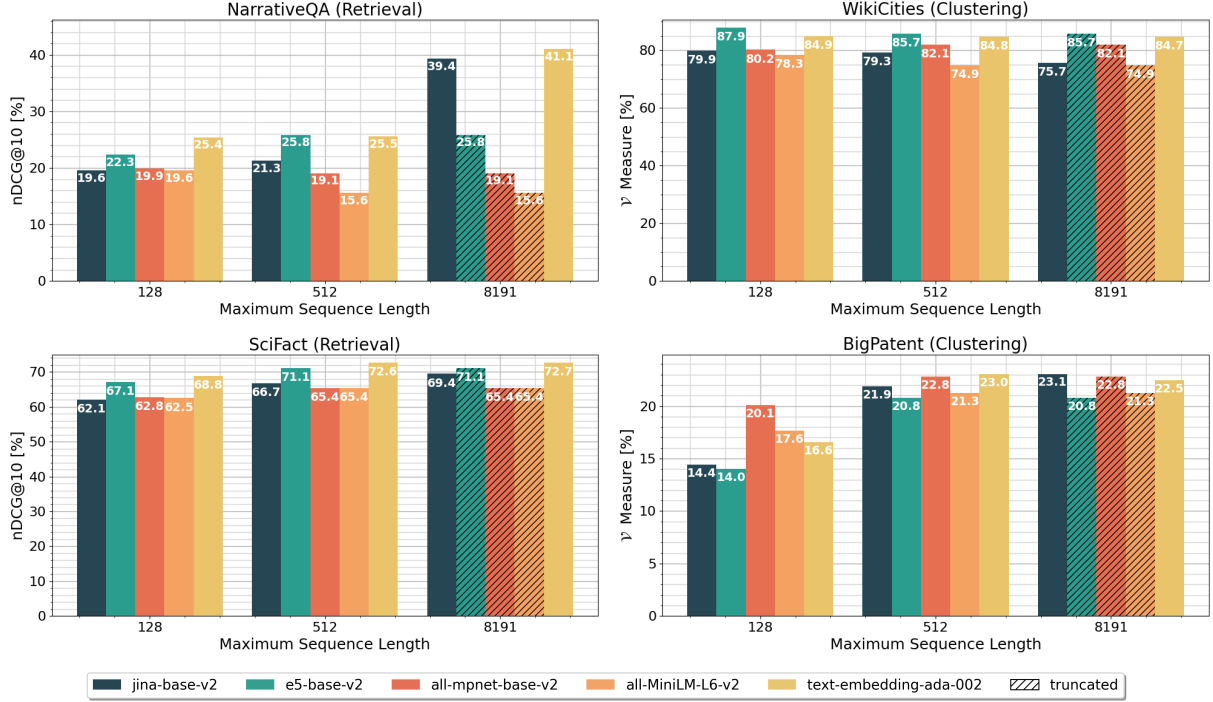 NarrativeQA (Retrieval)
nDCG@10 [%]
40
30
20
10
0
19.6 22.3 19.9 19.6 25.4
21.3 25.8 19.1 15.6 25.5
39.4 25.8 19.1 15.6 41.1
128 512 8191
Maximum Sequence Length
WikiCities (Clustering)
𝒱 Measure [%]
80
60
40
20
0
79.9 87.9 80.2 78.3 84.9
79.3 85.7 82.1 74.9 84.8
75.7 85.7 82.1 74.9 84.7
128 512 8191
Maximum Sequence Length
SciFact (Retrieval)
nDCG@10 [%]
70
60
50
40
30
20
10
0
62.1 67.1 62.8 62.5 68.8
66.7 71.1 65.4 65.4 72.6
69.4 71.1 65.4 65.4 72.7
128 512 8191
Maximum Sequence Length
BigPatent (Clustering)
𝒱 Measure [%]
20
15
10
5
0
14.4 14.0 20.1 17.6 16.6
21.9 20.8 22.8 21.3 23.0
23.1 20.8 22.8 21.3 22.5
128 512 8191
Maximum Sequence Length
jina-base-v2 e5-base-v2 all-mpnet-base-v2 all-MiniLM-L6-v2 text-embedding-ada-002 truncated